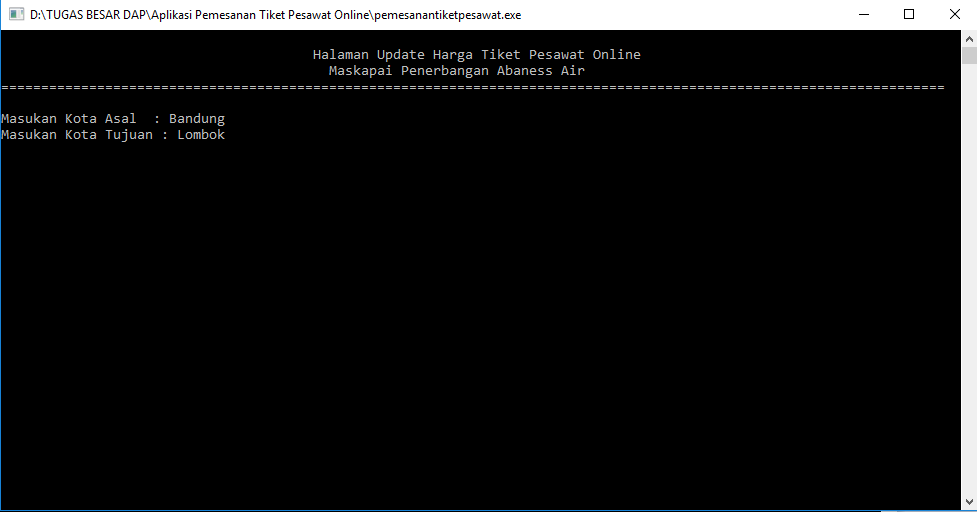 D:\TUGAS BESAR DAP\Aplikasi Pemesanan Tiket Pesawat Online\pemesanantiketpesawat.exe
Halaman Update Harga Tiket Pesawat Online
Maskapai Penerbangan Abaness Air
======================================================================================================================
Masukan Kota Asal  : Bandung
Masukan Kota Tujuan : Lombok